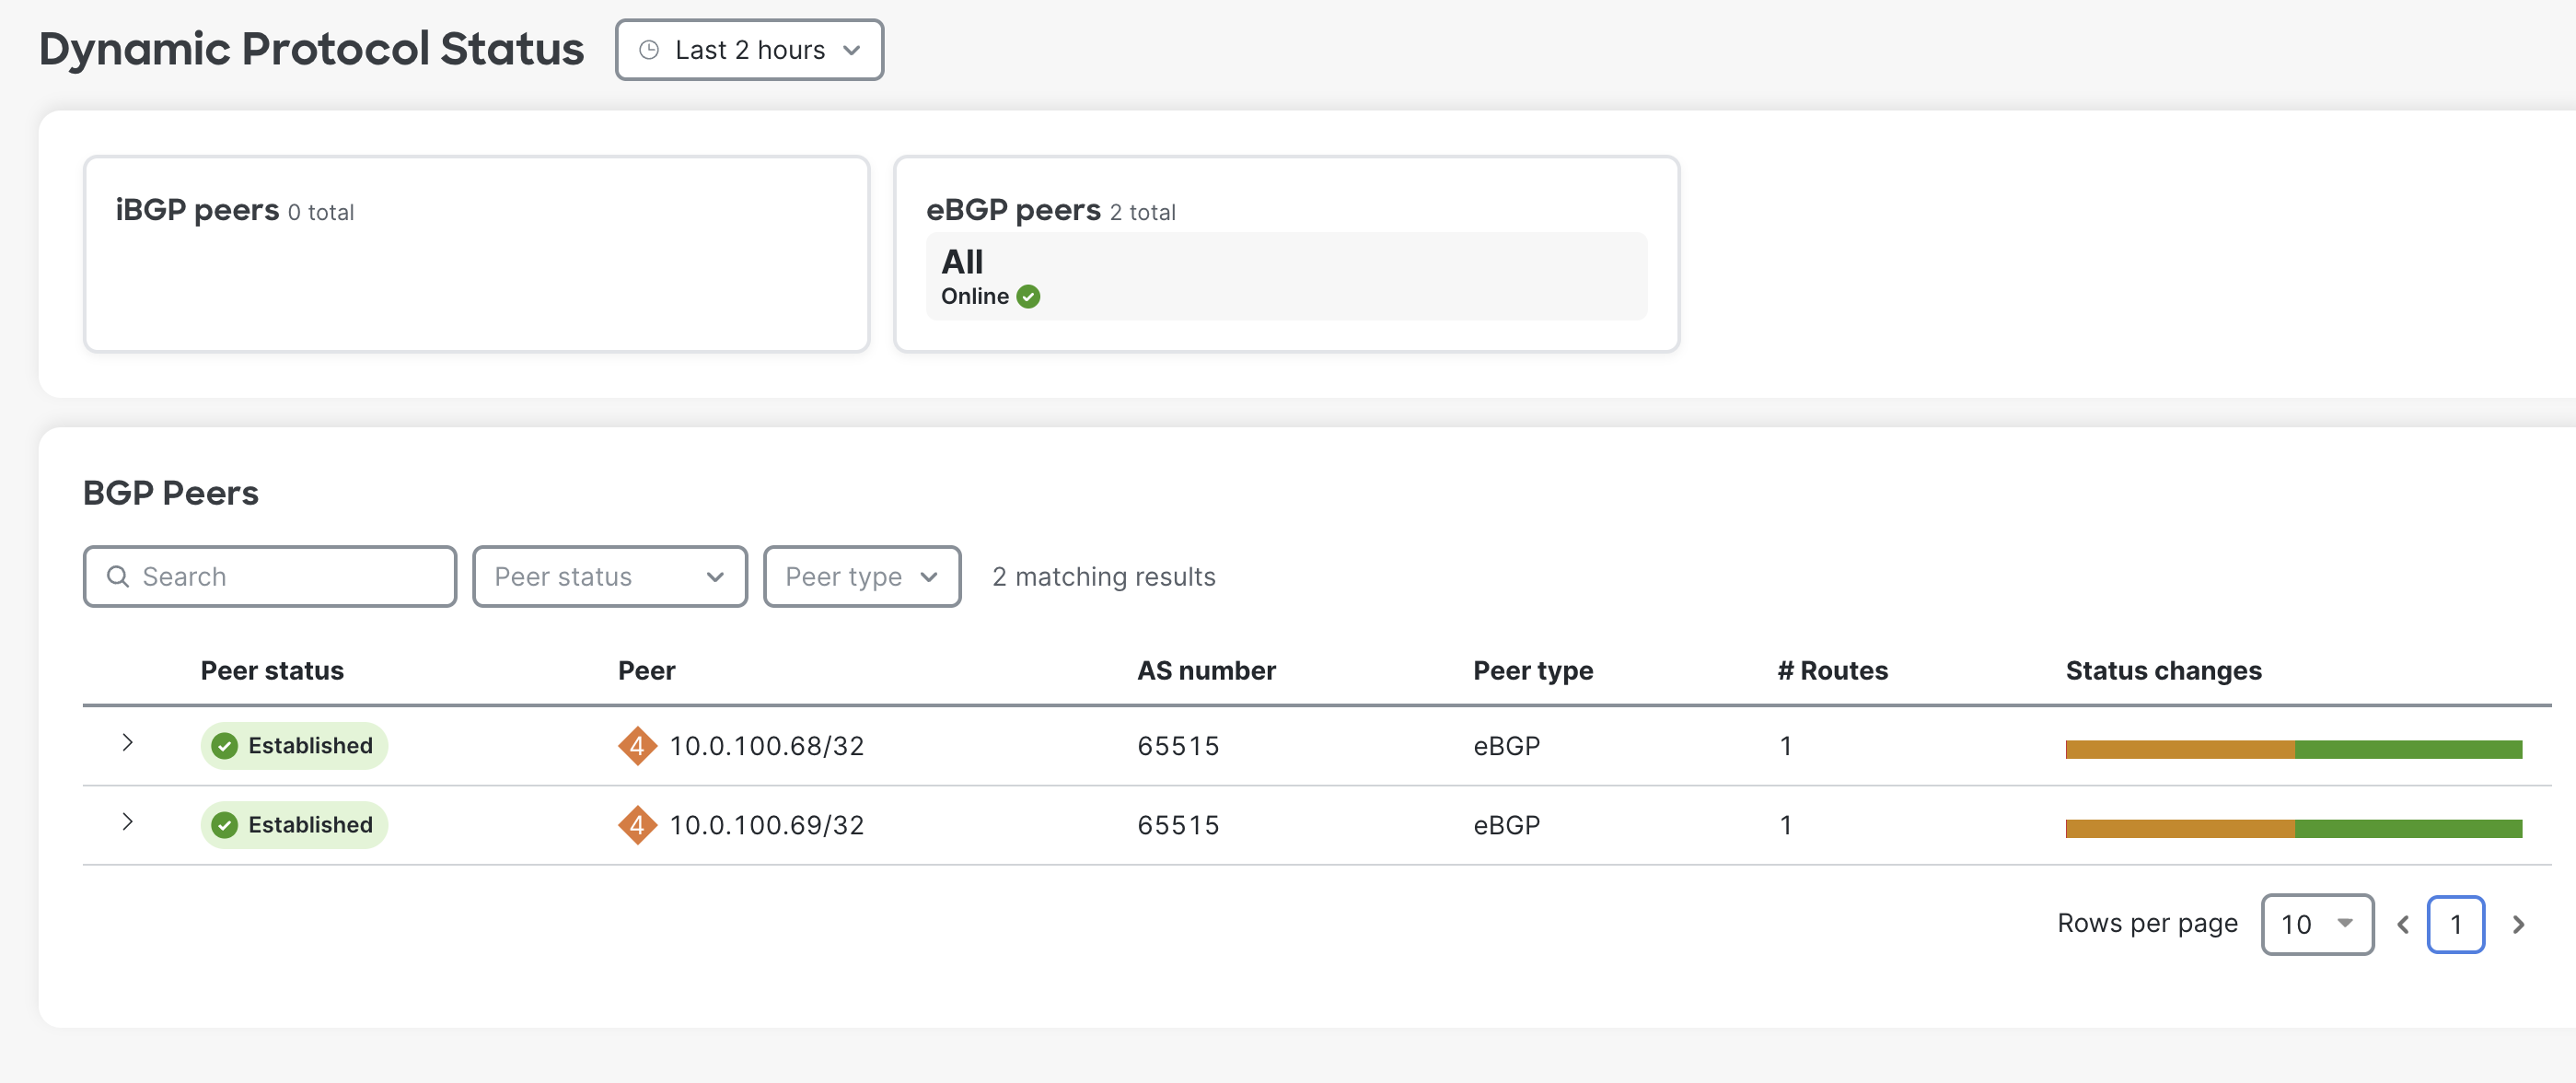 Dynamic Protocol Status
Last 2 hours
iBGP peers 0 total
eBGP peers 2 total
All
Online
BGP Peers
Search
Peer status
Peer type
2 matching results
Peer status Peer AS number Peer type # Routes Status changes
Established 4 10.0.100.68/32 65515 eBGP 1
Established 4 10.0.100.69/32 65515 eBGP 1
Rows per page 10 1